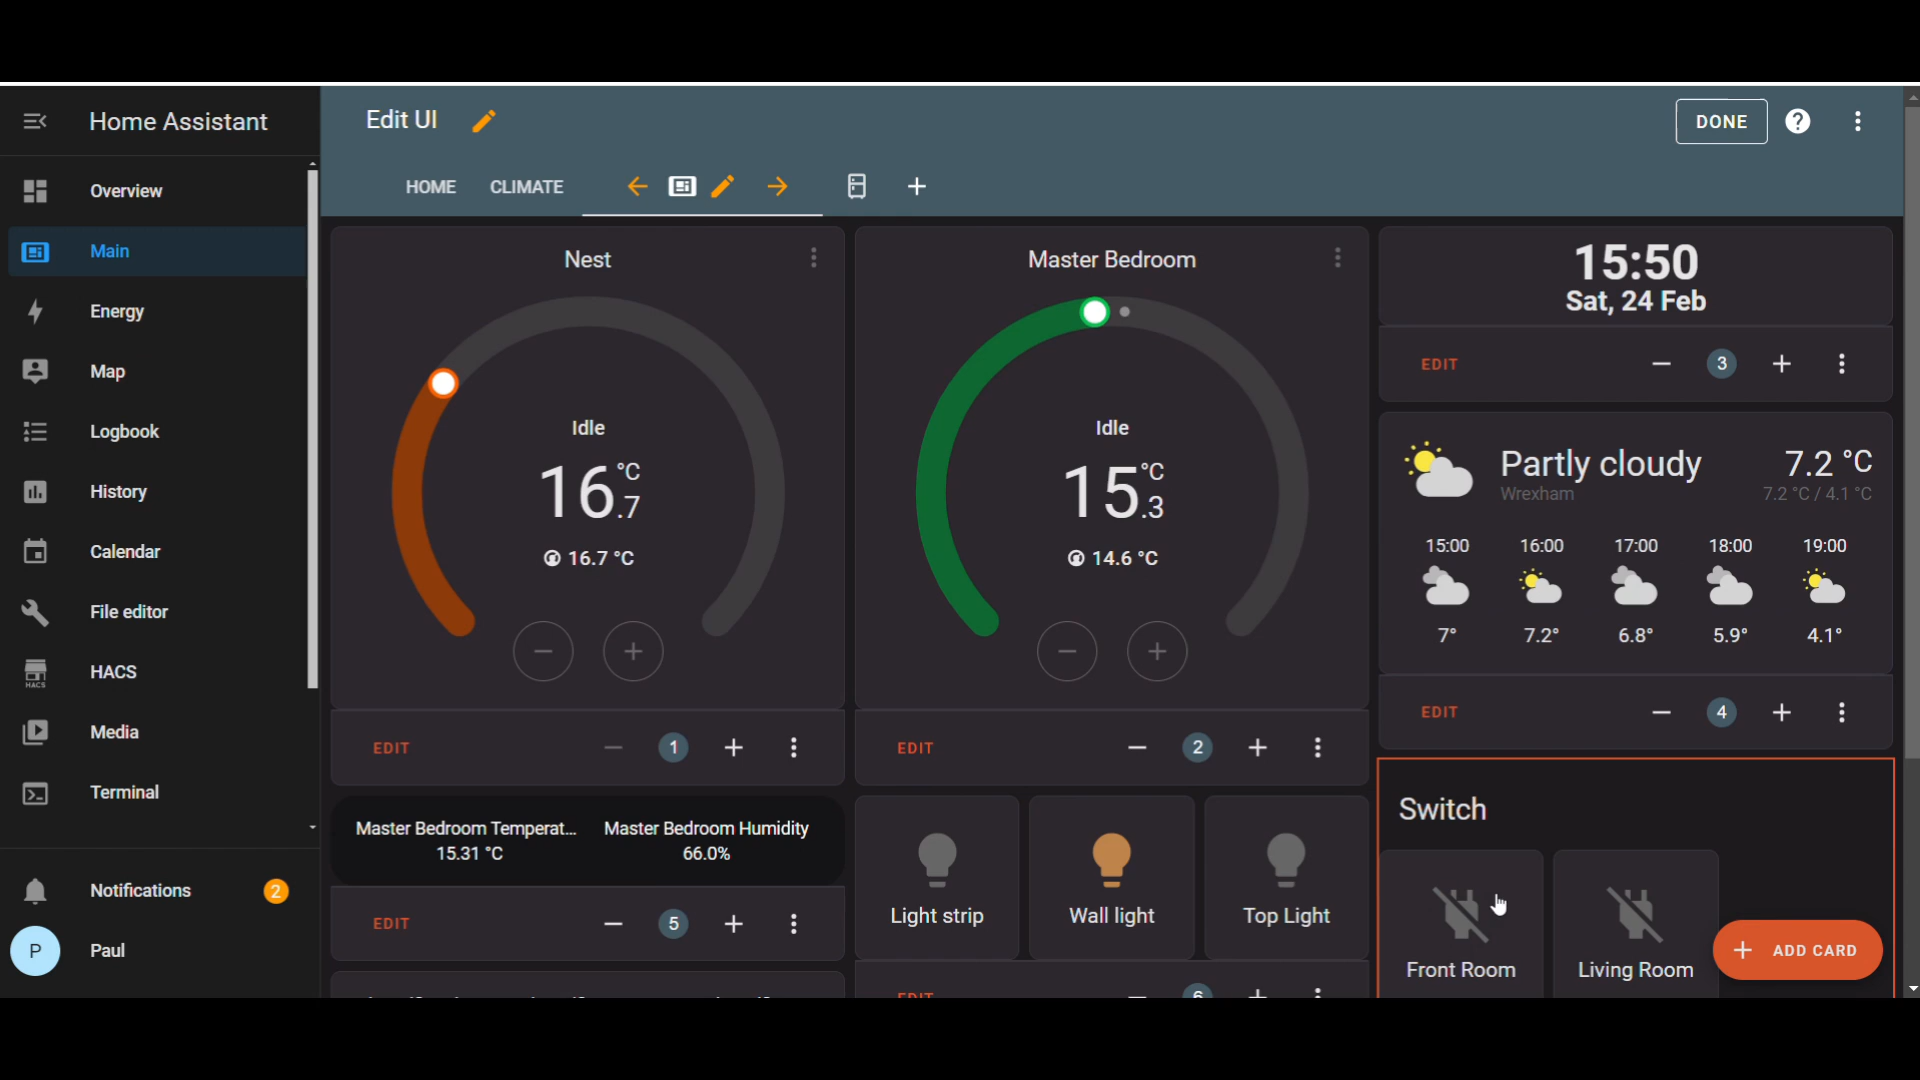 Home Assistant
Overview
Main
Energy
Map
Logbook
History
Calendar
File editor
HACS
HACS
Media
Terminal
Notifications 2
P Paul
Edit UI
DONE
HOME CLIMATE
Nest
Idle
16.7 °C
16.7 °C
EDIT 1
Master Bedroom
Idle
15.3 °C
14.6 °C
EDIT 2
15:50
Sat, 24 Feb
EDIT 3
Partly cloudy 7.2 °C
Wrexham 7.2 °C / 4.1 °C
15:00 16:00 17:00 18:00 19:00
7° 7.2° 6.8° 5.9° 4.1°
EDIT 4
Master Bedroom Temperat... Master Bedroom Humidity
15.31 °C 66.0%
EDIT 5
Light strip Wall light Top Light
EDIT 6
Switch
Front Room Living Room
ADD CARD